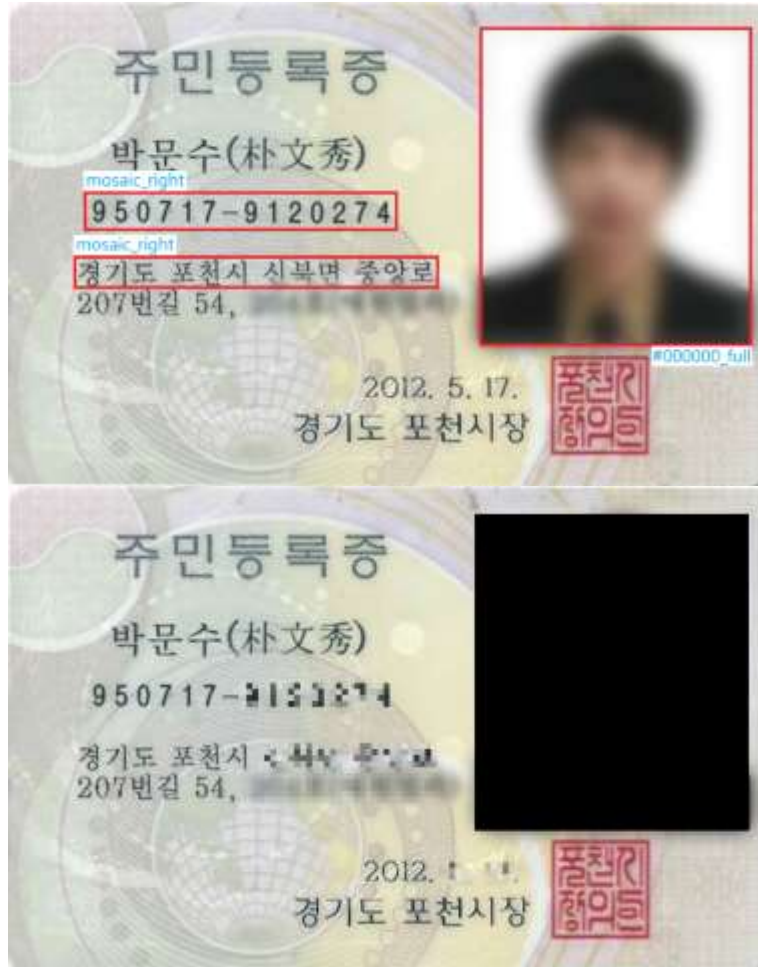 주민등록증
박문수(朴文秀)
mosaic_right
950717-9120274
mosaic_right
경기도 포천시 신북면 중앙로
207번길 54,
#000000_full
2012. 5. 17.
경기도 포천시장
주민등록증
박문수(朴文秀)
950717-
경기도 포천시
207번길 54,
2012.
경기도 포천시장